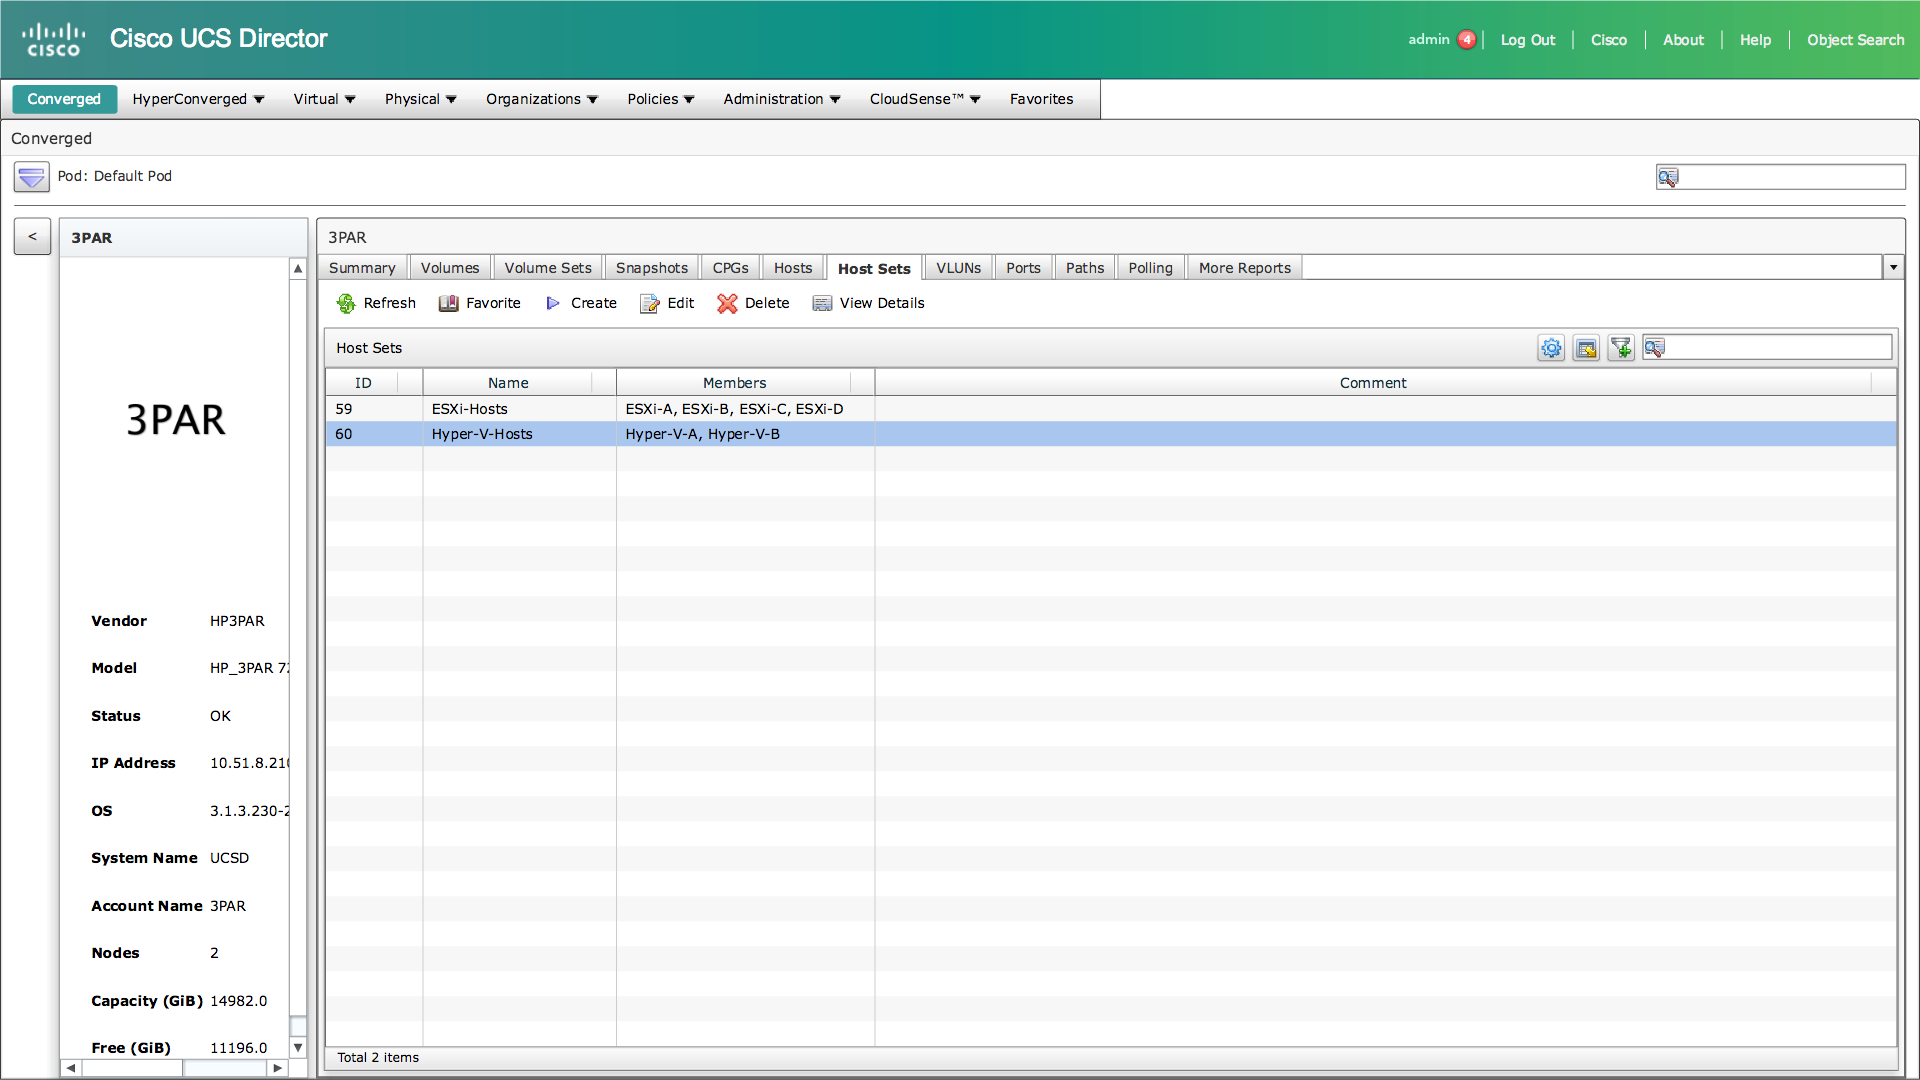 cisco
Cisco UCS Director
admin 4 Log Out Cisco About Help Object Search
Converged HyperConverged Virtual Physical Organizations Policies Administration CloudSense™ Favorites
Converged
Pod: Default Pod
<
3PAR
3PAR
Summary Volumes Volume Sets Snapshots CPGs Hosts Host Sets VLUNs Ports Paths Polling More Reports
Refresh Favorite Create Edit Delete View Details
Host Sets
ID Name Members Comment
59 ESXi-Hosts ESXi-A, ESXi-B, ESXi-C, ESXi-D
60 Hyper-V-Hosts Hyper-V-A, Hyper-V-B
3PAR
Vendor HP3PAR
Model HP_3PAR 72
Status OK
IP Address 10.51.8.210
OS 3.1.3.230-2
System Name UCSD
Account Name 3PAR
Nodes 2
Capacity (GiB) 14982.0
Free (GiB) 11196.0
Total 2 items